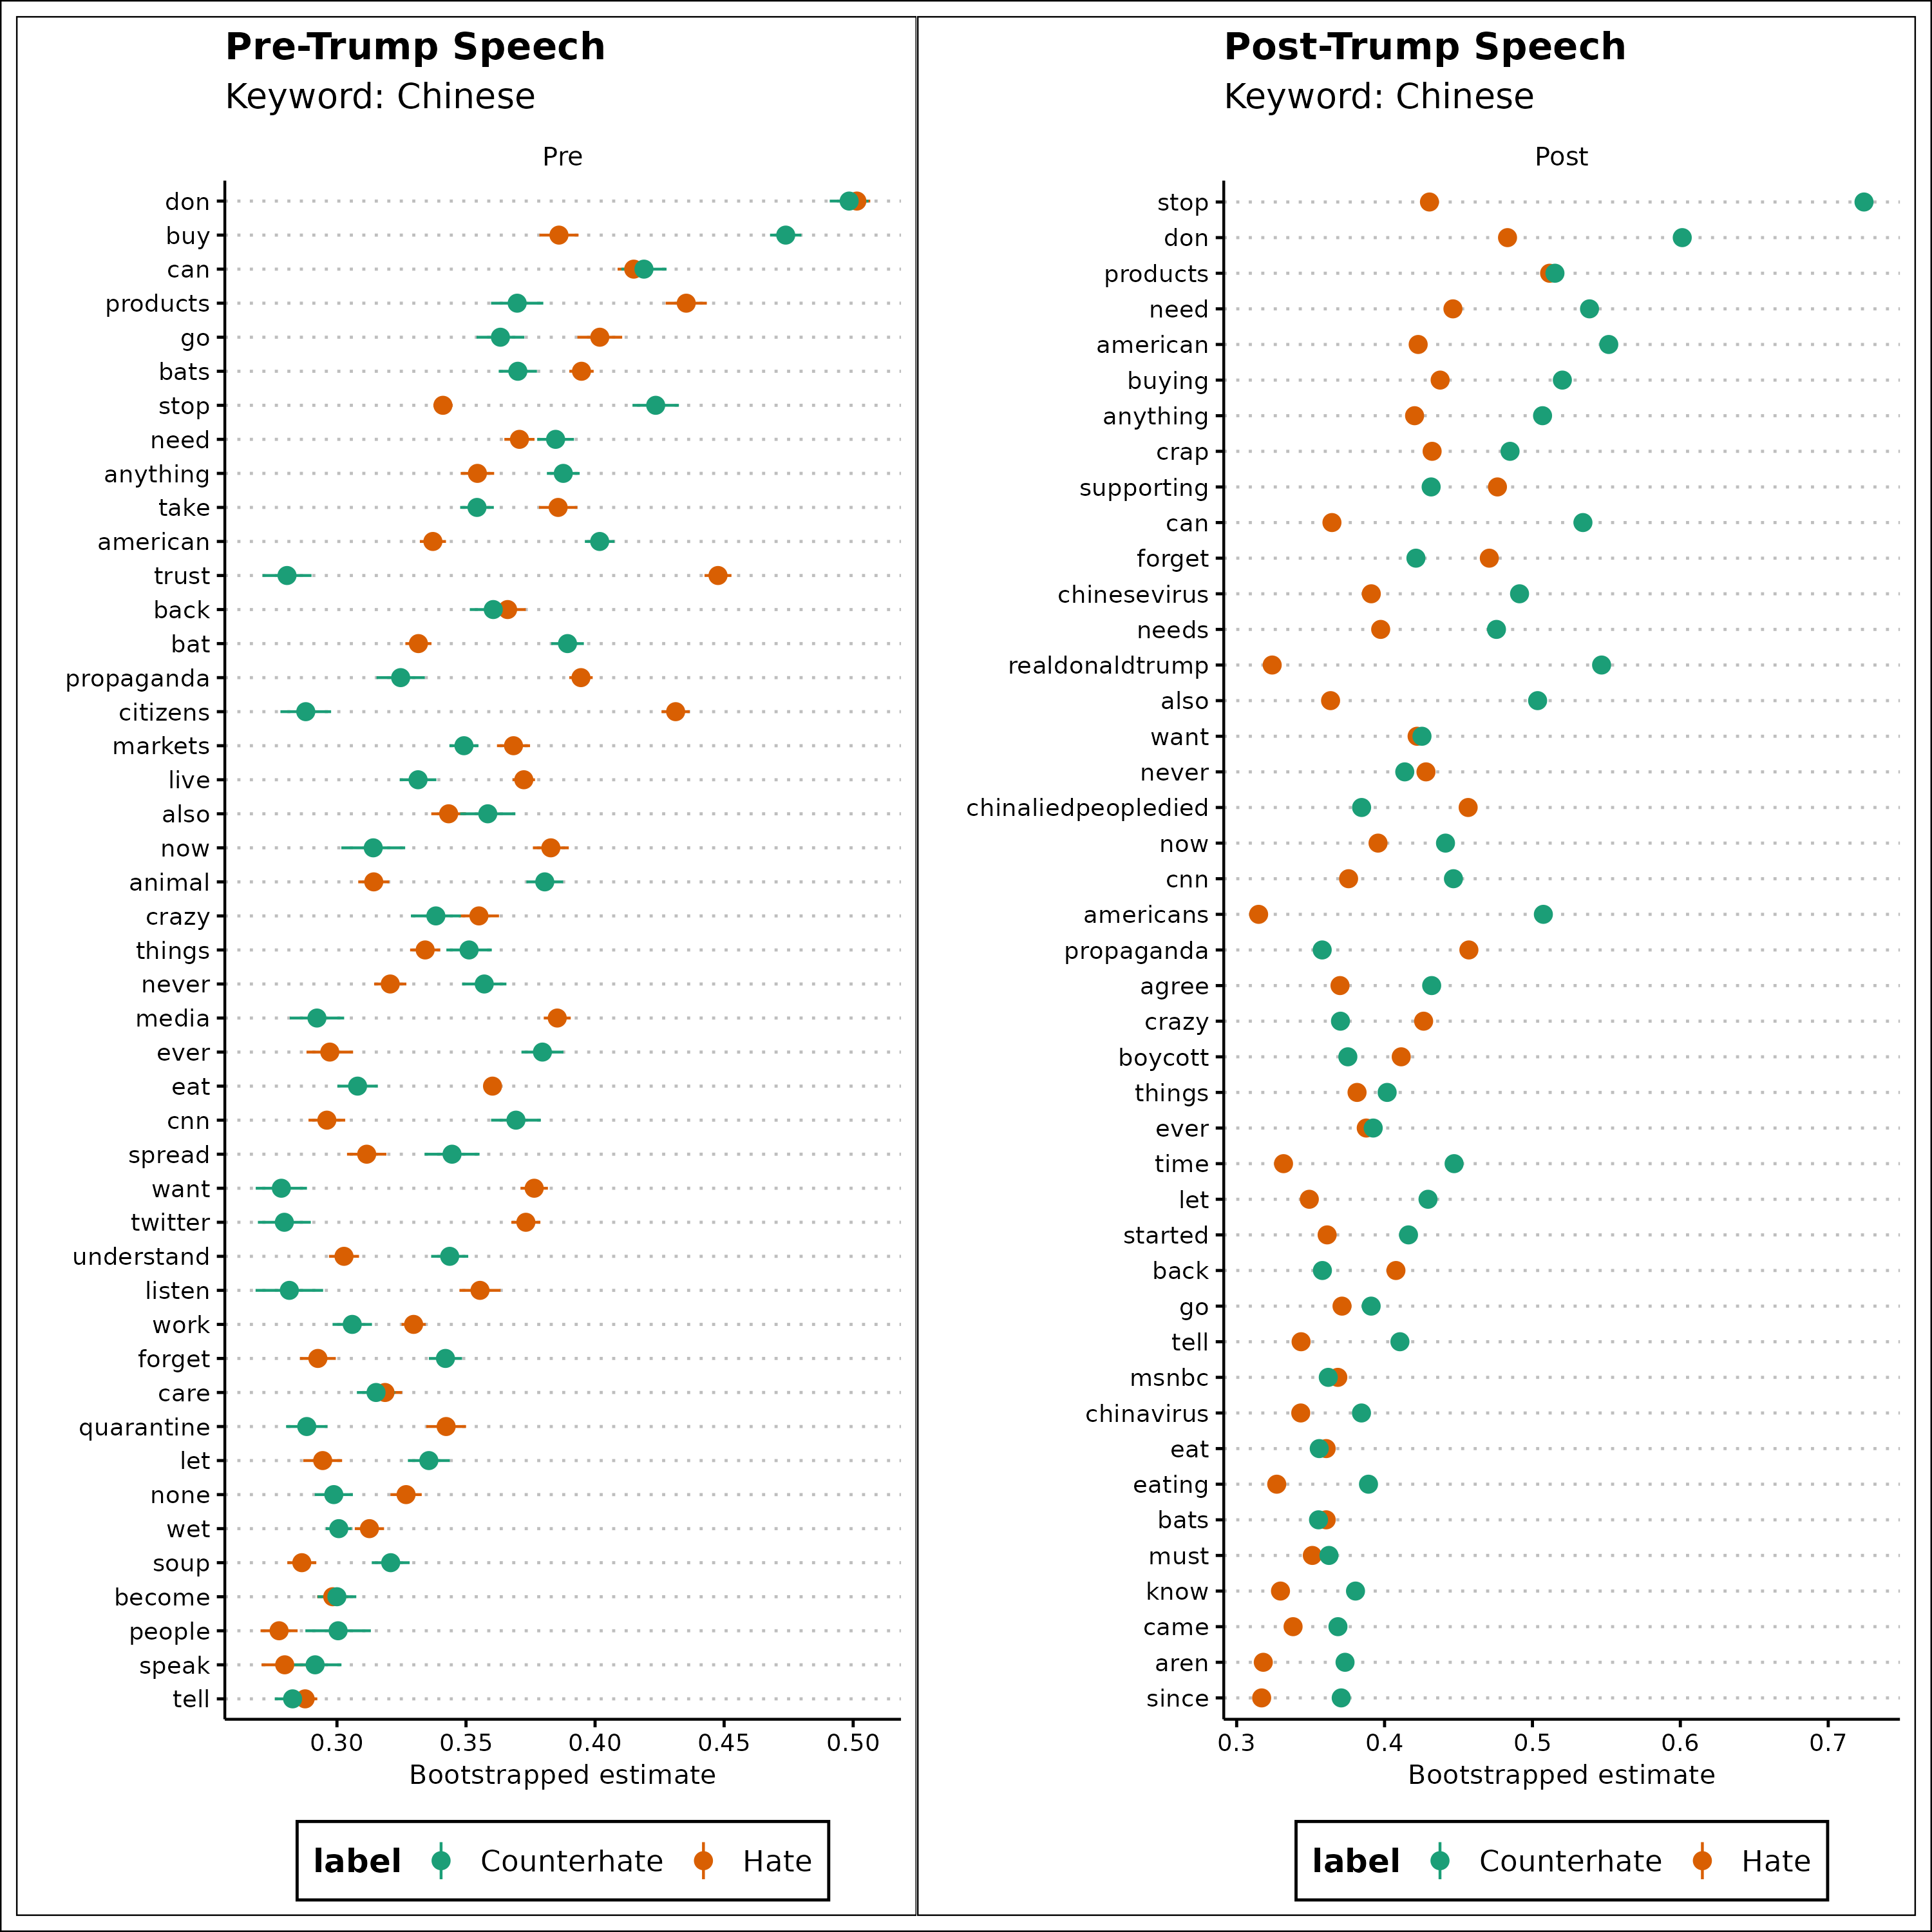 Pre-Trump Speech
Keyword: Chinese
Pre
don
buy
can
products
go
bats
stop
need
anything
take
american
trust
back
bat
propaganda
citizens
markets
live
also
now
animal
crazy
things
never
media
ever
eat
cnn
spread
want
twitter
understand
listen
work
forget
care
quarantine
let
none
wet
soup
become
people
speak
tell
0.30 0.35 0.40 0.45 0.50
Bootstrapped estimate
label Counterhate Hate
Post-Trump Speech
Keyword: Chinese
Post
stop
don
products
need
american
buying
anything
crap
supporting
can
forget
chinesevirus
needs
realdonaldtrump
also
want
never
chinaliedpeopledied
now
cnn
americans
propaganda
agree
crazy
boycott
things
ever
time
let
started
back
go
tell
msnbc
chinavirus
eat
eating
bats
must
know
came
aren
since
0.3 0.4 0.5 0.6 0.7
Bootstrapped estimate
label Counterhate Hate